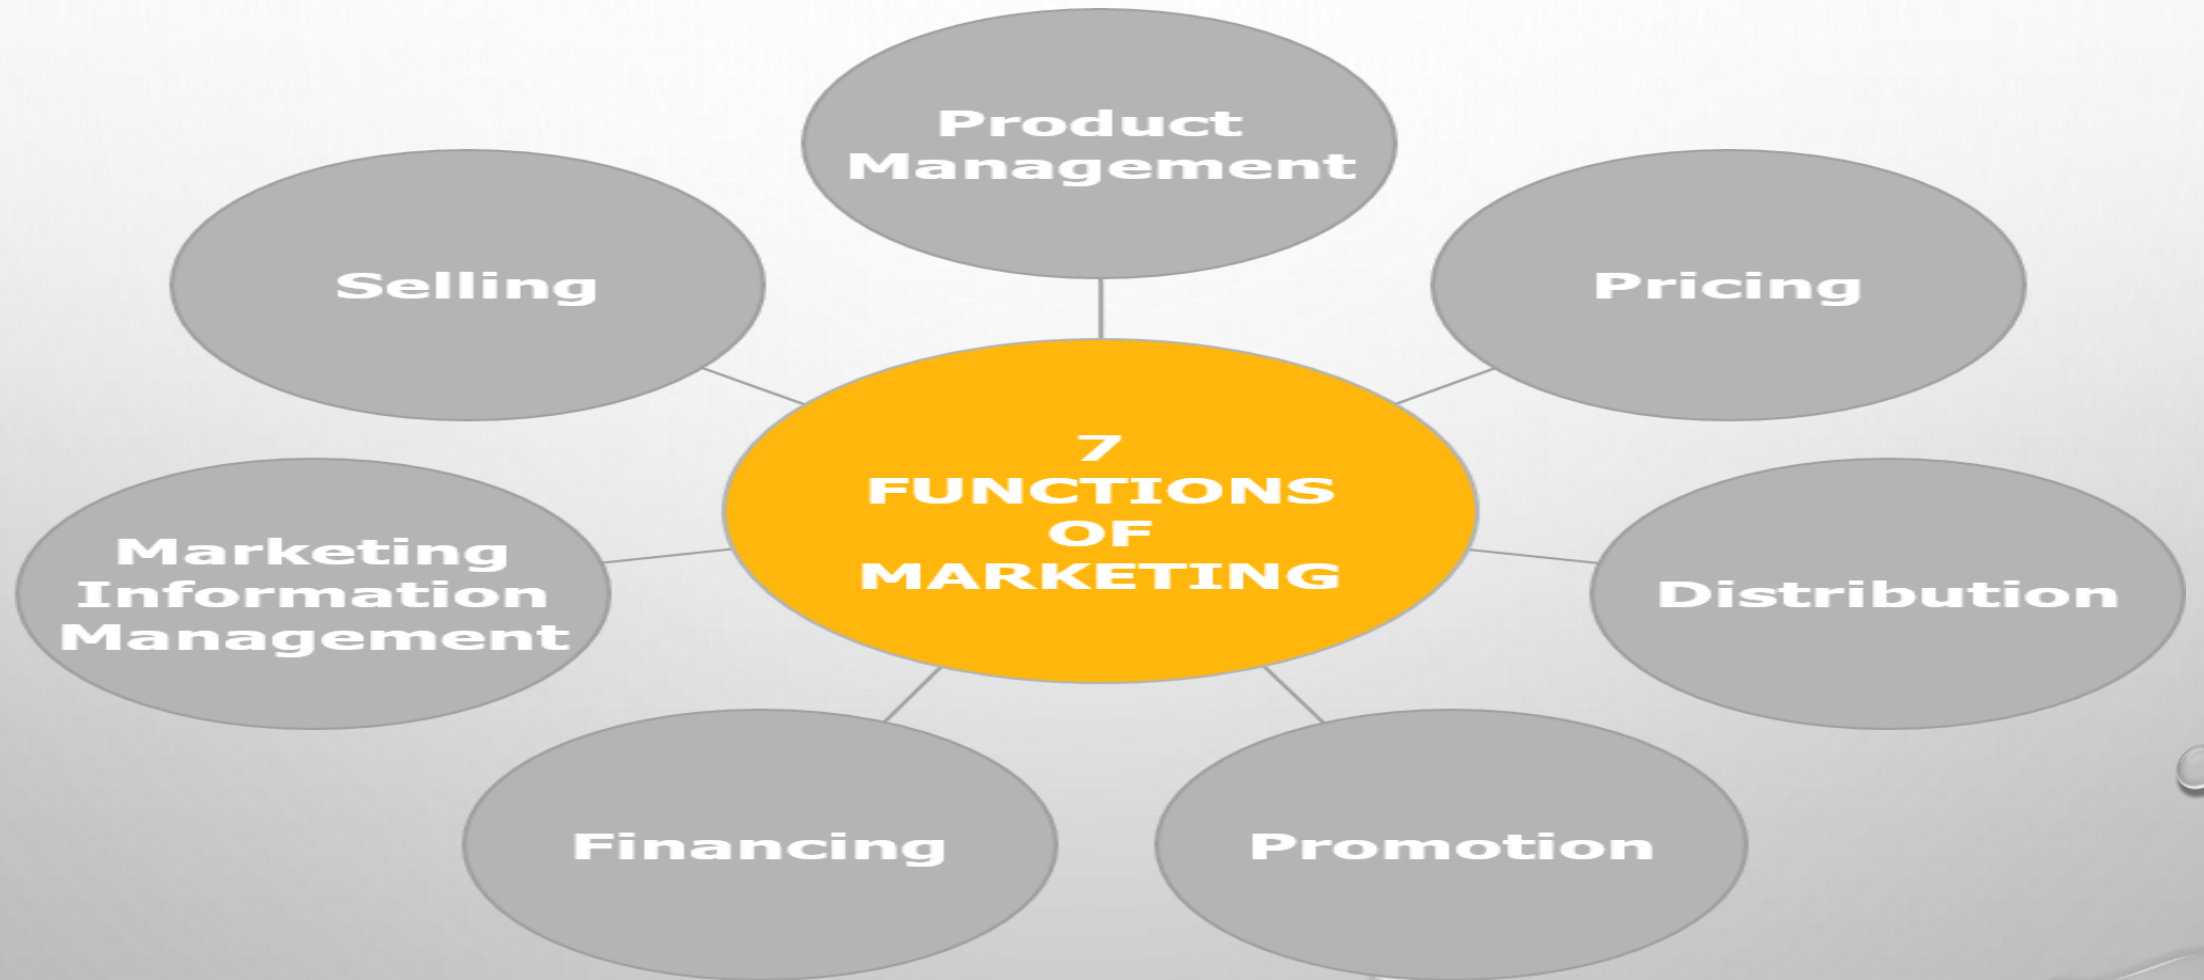 Product
Management
Selling
Pricing
7
FUNCTIONS
OF
MARKETING
Marketing
Information
Management
Distribution
Financing
Promotion